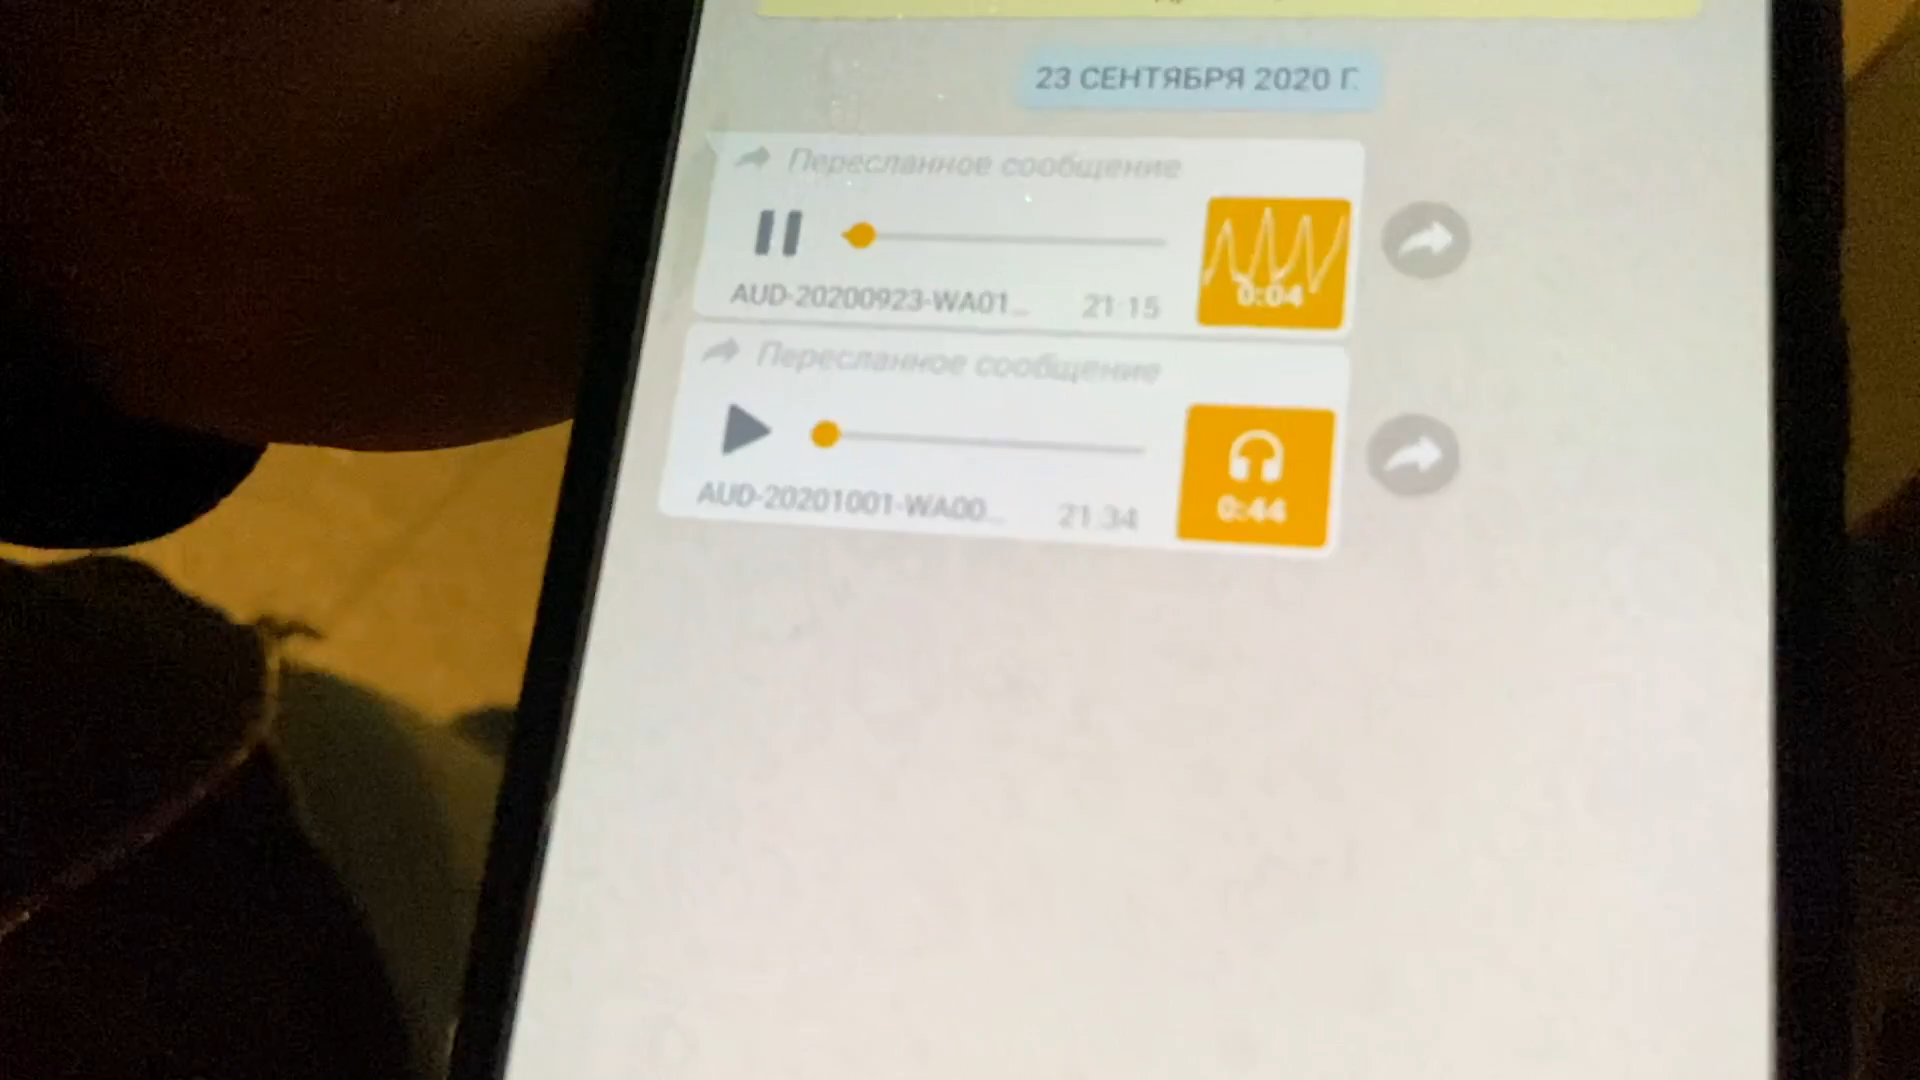 23 СЕНТЯБРЯ 2020 Г.
Пересланное сообщение
0:04
AUD-20200923-WA01... 21:15
Пересланное сообщение
0:44
AUD-20201001-WA00... 21:34